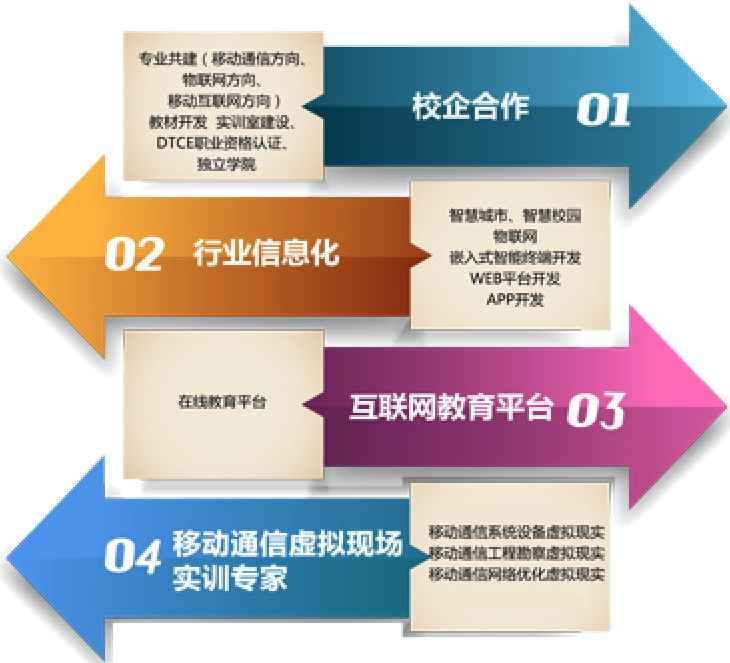 专业共建（移动通信方向、
物联网方向、
移动互联网方向）
教材开发 实训室建设、
DTCE职业资格认证、
独立学院
校企合作 01
02 行业信息化
智慧城市、智慧校园
物联网
嵌入式智能终端开发
WEB平台开发
APP开发
在线教育平台
互联网教育平台 03
04 移动通信虚拟现场
实训专家
移动通信系统设备虚拟现实
移动通信工程勘察虚拟现实
移动通信网络优化虚拟现实